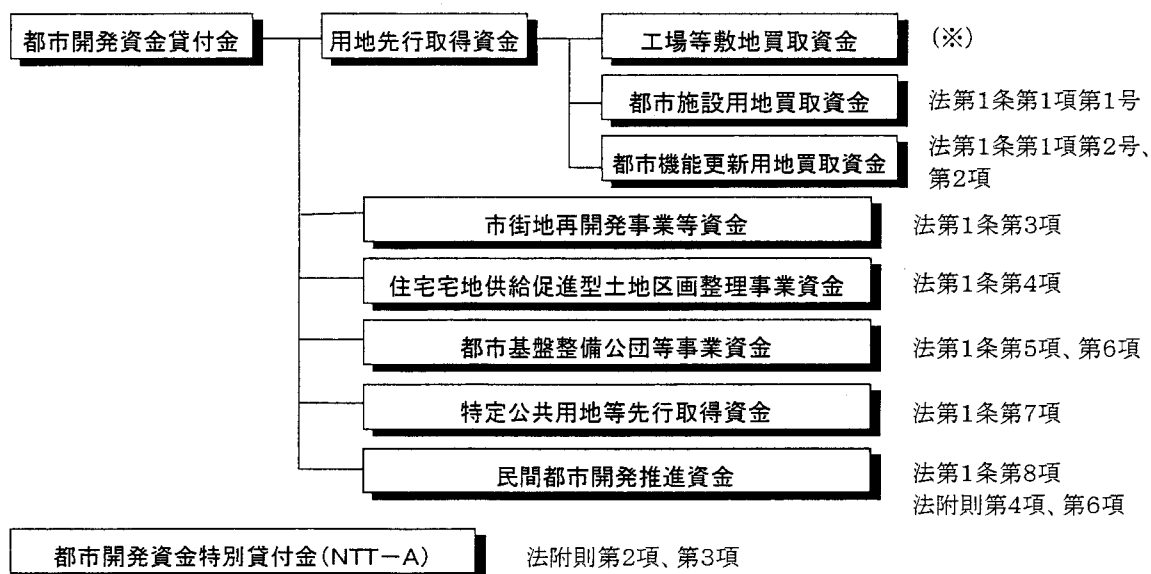 都市開発資金貸付金 用地先行取得資金 工場等敷地買取資金 (※)
都市施設用地買取資金 法第1条第1項第1号
都市機能更新用地買取資金 法第1条第1項第2号、
第2項
市街地再開発事業等資金 法第1条第3項
住宅宅地供給促進型土地区画整理事業資金 法第1条第4項
都市基盤整備公団等事業資金 法第1条第5項、第6項
特定公共用地等先行取得資金 法第1条第7項
民間都市開発推進資金 法第1条第8項
法附則第4項、第6項
都市開発資金特別貸付金(NTT-A) 法附則第2項、第3項